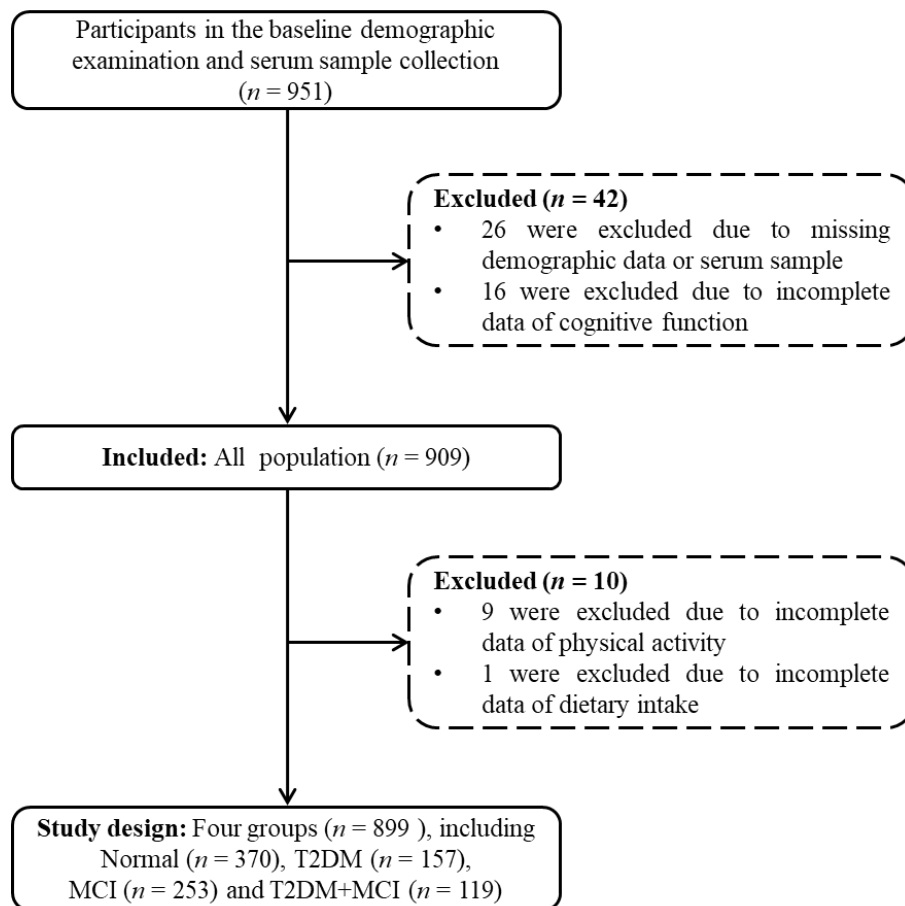 Participants in the baseline demographic
examination and serum sample collection
(n = 951)
Excluded (n = 42)
• 26 were excluded due to missing
demographic data or serum sample
• 16 were excluded due to incomplete
data of cognitive function
Included: All population (n = 909)
Excluded (n = 10)
• 9 were excluded due to incomplete
data of physical activity
• 1 were excluded due to incomplete
data of dietary intake
Study design: Four groups (n = 899 ), including
Normal (n = 370), T2DM (n = 157),
MCI (n = 253) and T2DM+MCI (n = 119)